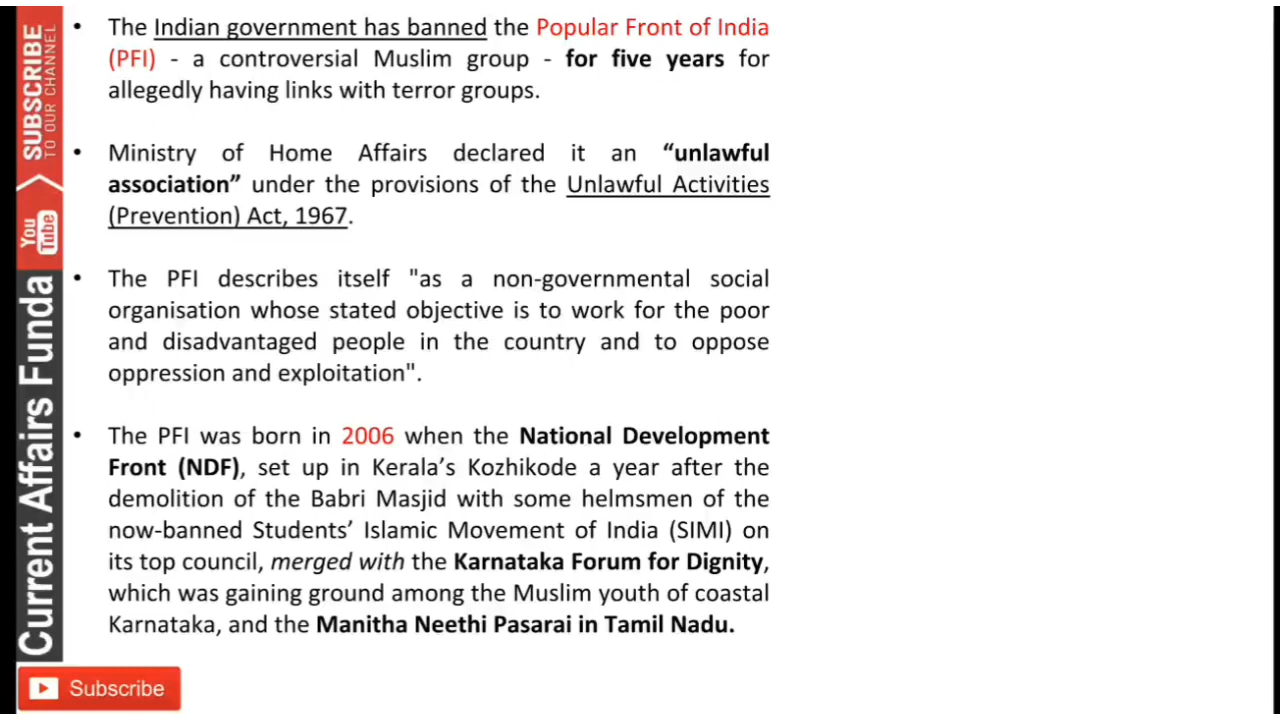 • The Indian government has banned the Popular Front of India
(PFI) - a controversial Muslim group - for five years for
allegedly having links with terror groups.
• Ministry of Home Affairs declared it an “unlawful
association” under the provisions of the Unlawful Activities
(Prevention) Act, 1967.
• The PFI describes itself "as a non-governmental social
organisation whose stated objective is to work for the poor
and disadvantaged people in the country and to oppose
oppression and exploitation".
• The PFI was born in 2006 when the National Development
Front (NDF), set up in Kerala’s Kozhikode a year after the
demolition of the Babri Masjid with some helmsmen of the
now-banned Students’ Islamic Movement of India (SIMI) on
its top council, merged with the Karnataka Forum for Dignity,
which was gaining ground among the Muslim youth of coastal
Karnataka, and the Manitha Neethi Pasarai in Tamil Nadu.
SUBSCRIBE
TO OUR CHANNEL
You
Tube
Current Affairs Funda
Subscribe